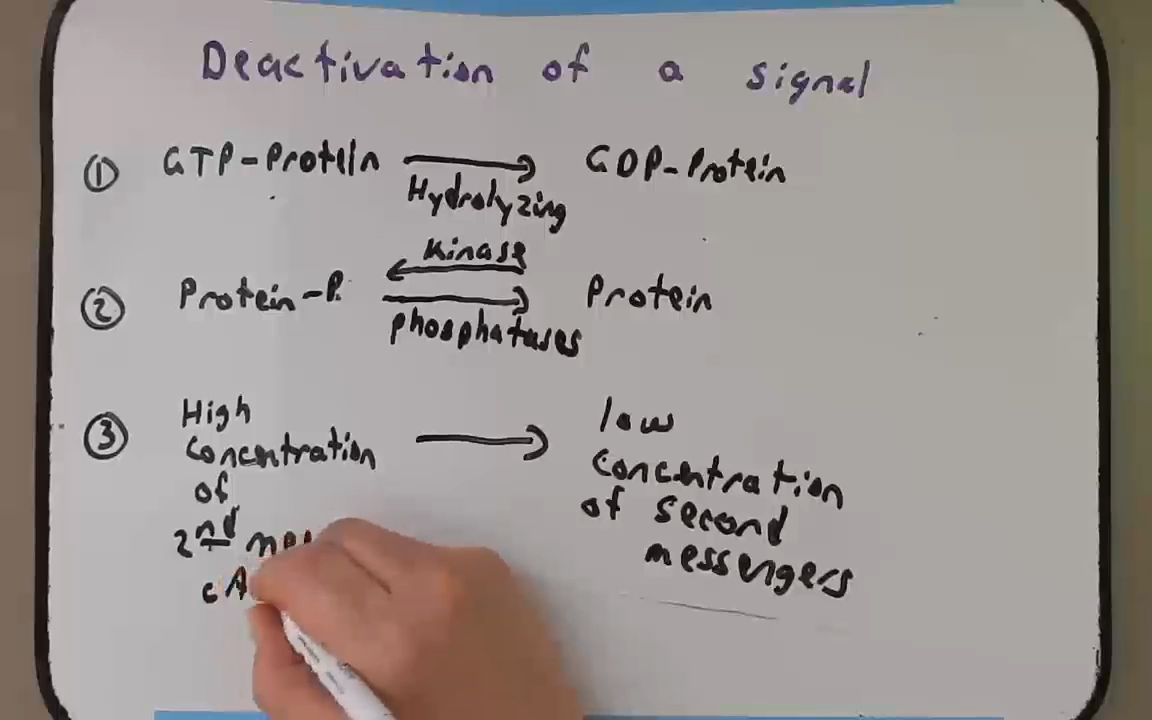 Deactivation of a signal
① GTP-Protein → GDP-Protein
Hydrolyzing
Kinase
② Protein-P. Protein
phosphatases
③ High low
concentration → concentration
of of second
2nd messengers
cA